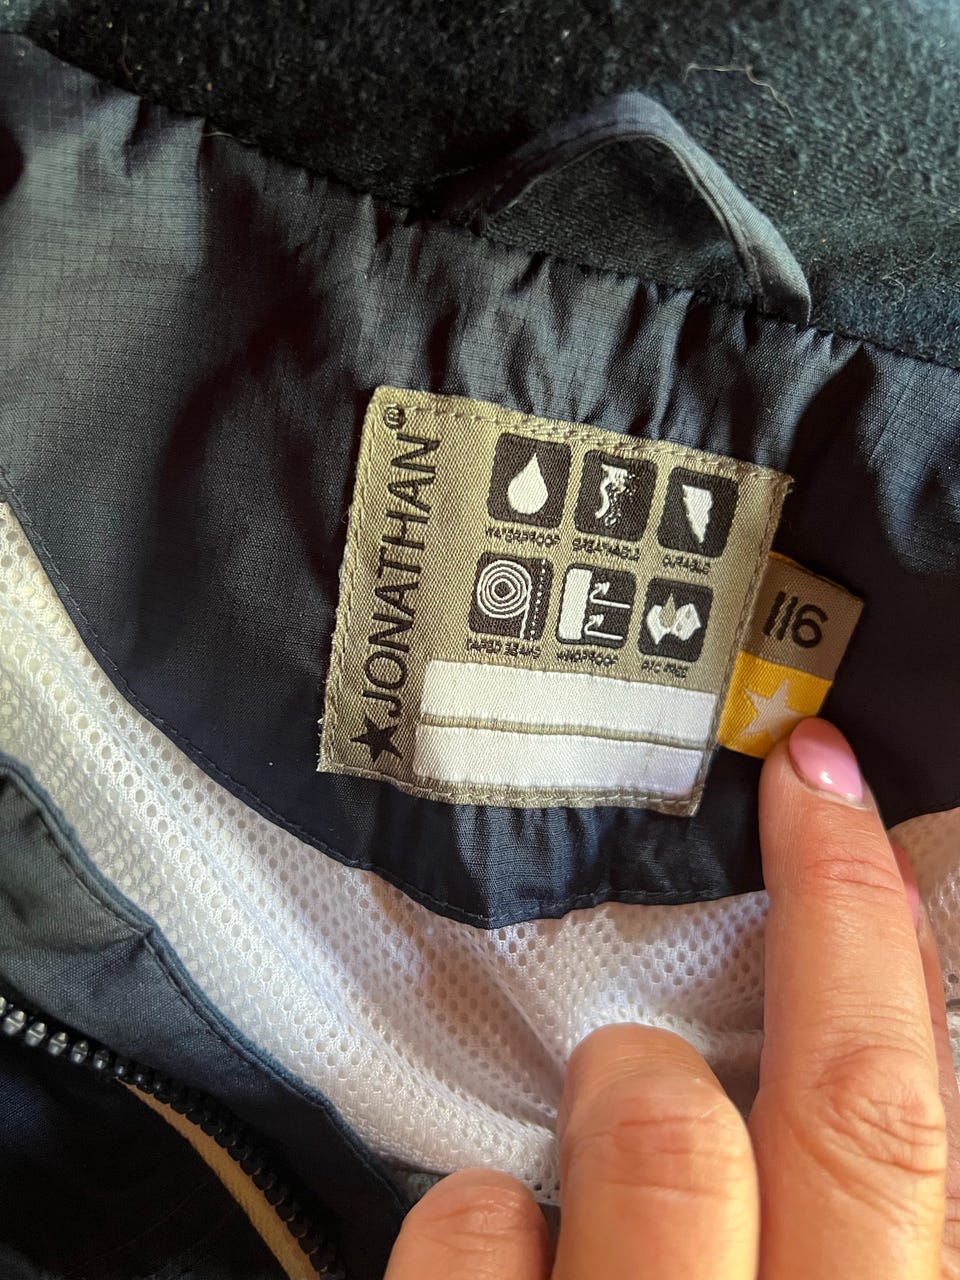 ★JONATHAN®
WATERPROOF BREATHABLE DURABLE
TAPED SEAMS WINDPROOF PVC FREE
116